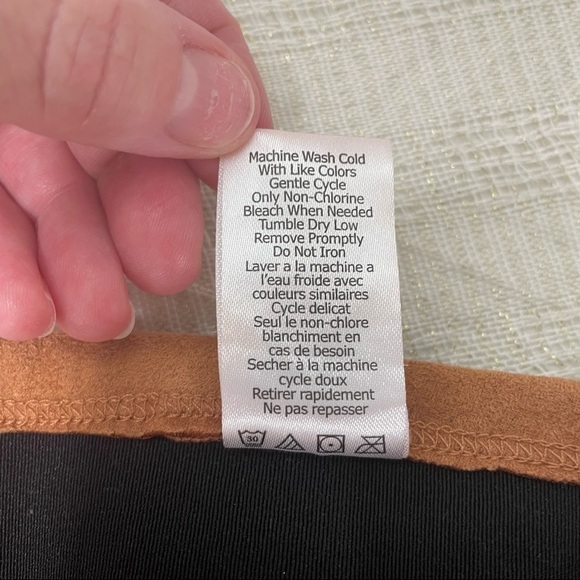 Machine Wash Cold
With Like Colors
Gentle Cycle
Only Non-Chlorine
Bleach When Needed
Tumble Dry Low
Remove Promptly
Do Not Iron
Laver a la machine a
l'eau froide avec
couleurs similaires
Cycle delicat
Seul le non-chlore
blanchiment en
cas de besoin
Secher à la machine
cycle doux
Retirer rapidement
Ne pas repasser
30